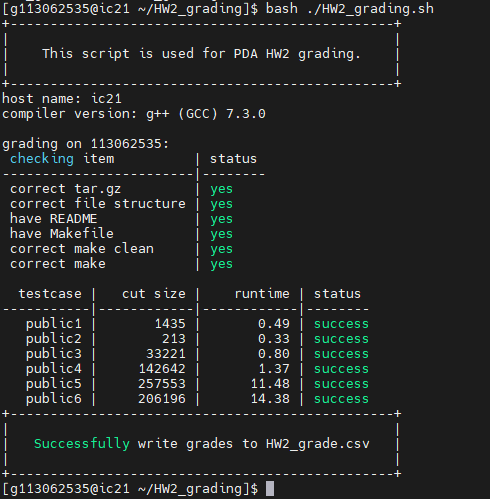 [g113062535@ic21 ~/HW2_grading]$ bash ./HW2_grading.sh
+----------------------------------------------+
|                                              |
|    This script is used for PDA HW2 grading.  |
|                                              |
+----------------------------------------------+
host name: ic21
compiler version: g++ (GCC) 7.3.0

grading on 113062535:
 checking item          | status
------------------------|--------
 correct tar.gz         | yes
 correct file structure | yes
 have README            | yes
 have Makefile          | yes
 correct make clean     | yes
 correct make           | yes

  testcase |   cut size |    runtime | status
-----------|------------|------------|--------
   public1 |       1435 |       0.49 | success
   public2 |        213 |       0.33 | success
   public3 |      33221 |       0.80 | success
   public4 |     142642 |       1.37 | success
   public5 |     257553 |      11.48 | success
   public6 |     206196 |      14.38 | success
+----------------------------------------------+
|                                              |
|   Successfully write grades to HW2_grade.csv |
|                                              |
+----------------------------------------------+
[g113062535@ic21 ~/HW2_grading]$